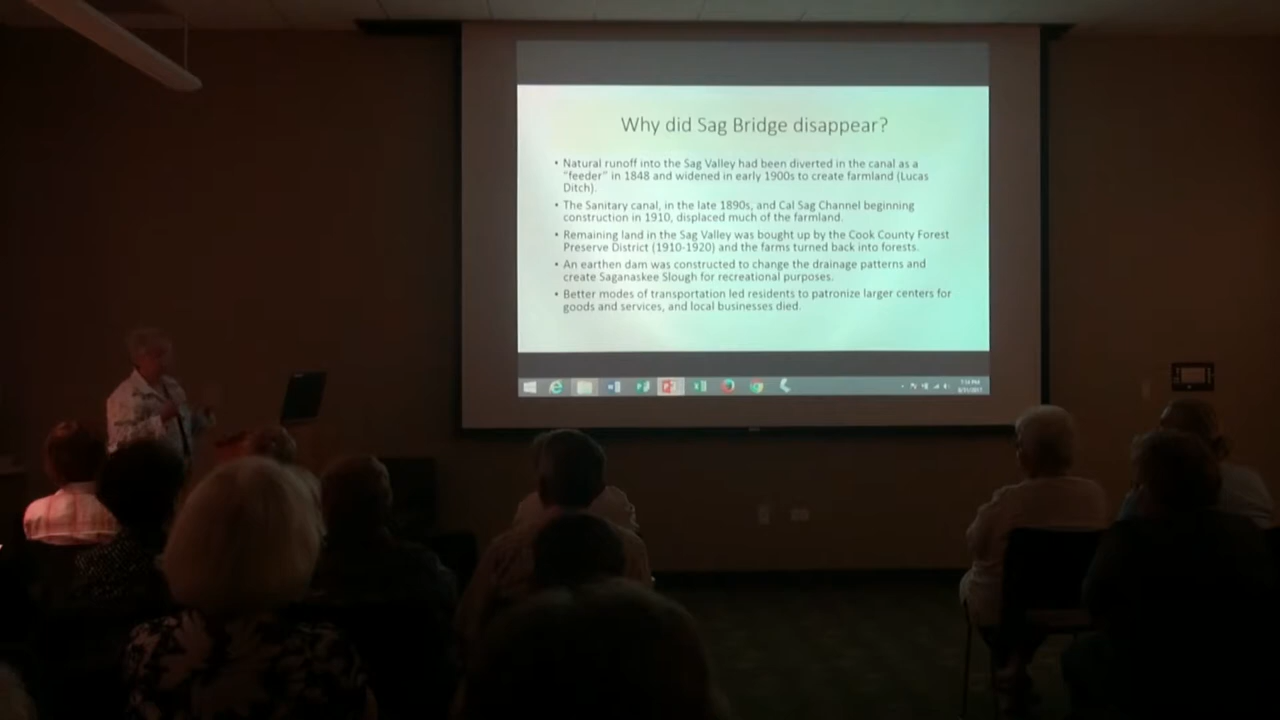 Why did Sag Bridge disappear?
• Natural runoff into the Sag Valley had been diverted in the canal as a
"feeder" in 1848 and widened in early 1900s to create farmland (Lucas
Ditch).
• The Sanitary canal, in the late 1890s, and Cal Sag Channel beginning
construction in 1910, displaced much of the farmland.
• Remaining land in the Sag Valley was bought up by the Cook County Forest
Preserve District (1910-1920) and the farms turned back into forests.
• An earthen dam was constructed to change the drainage patterns and
create Saganaskee Slough for recreational purposes.
• Better modes of transportation led residents to patronize larger centers for
goods and services, and local businesses died.